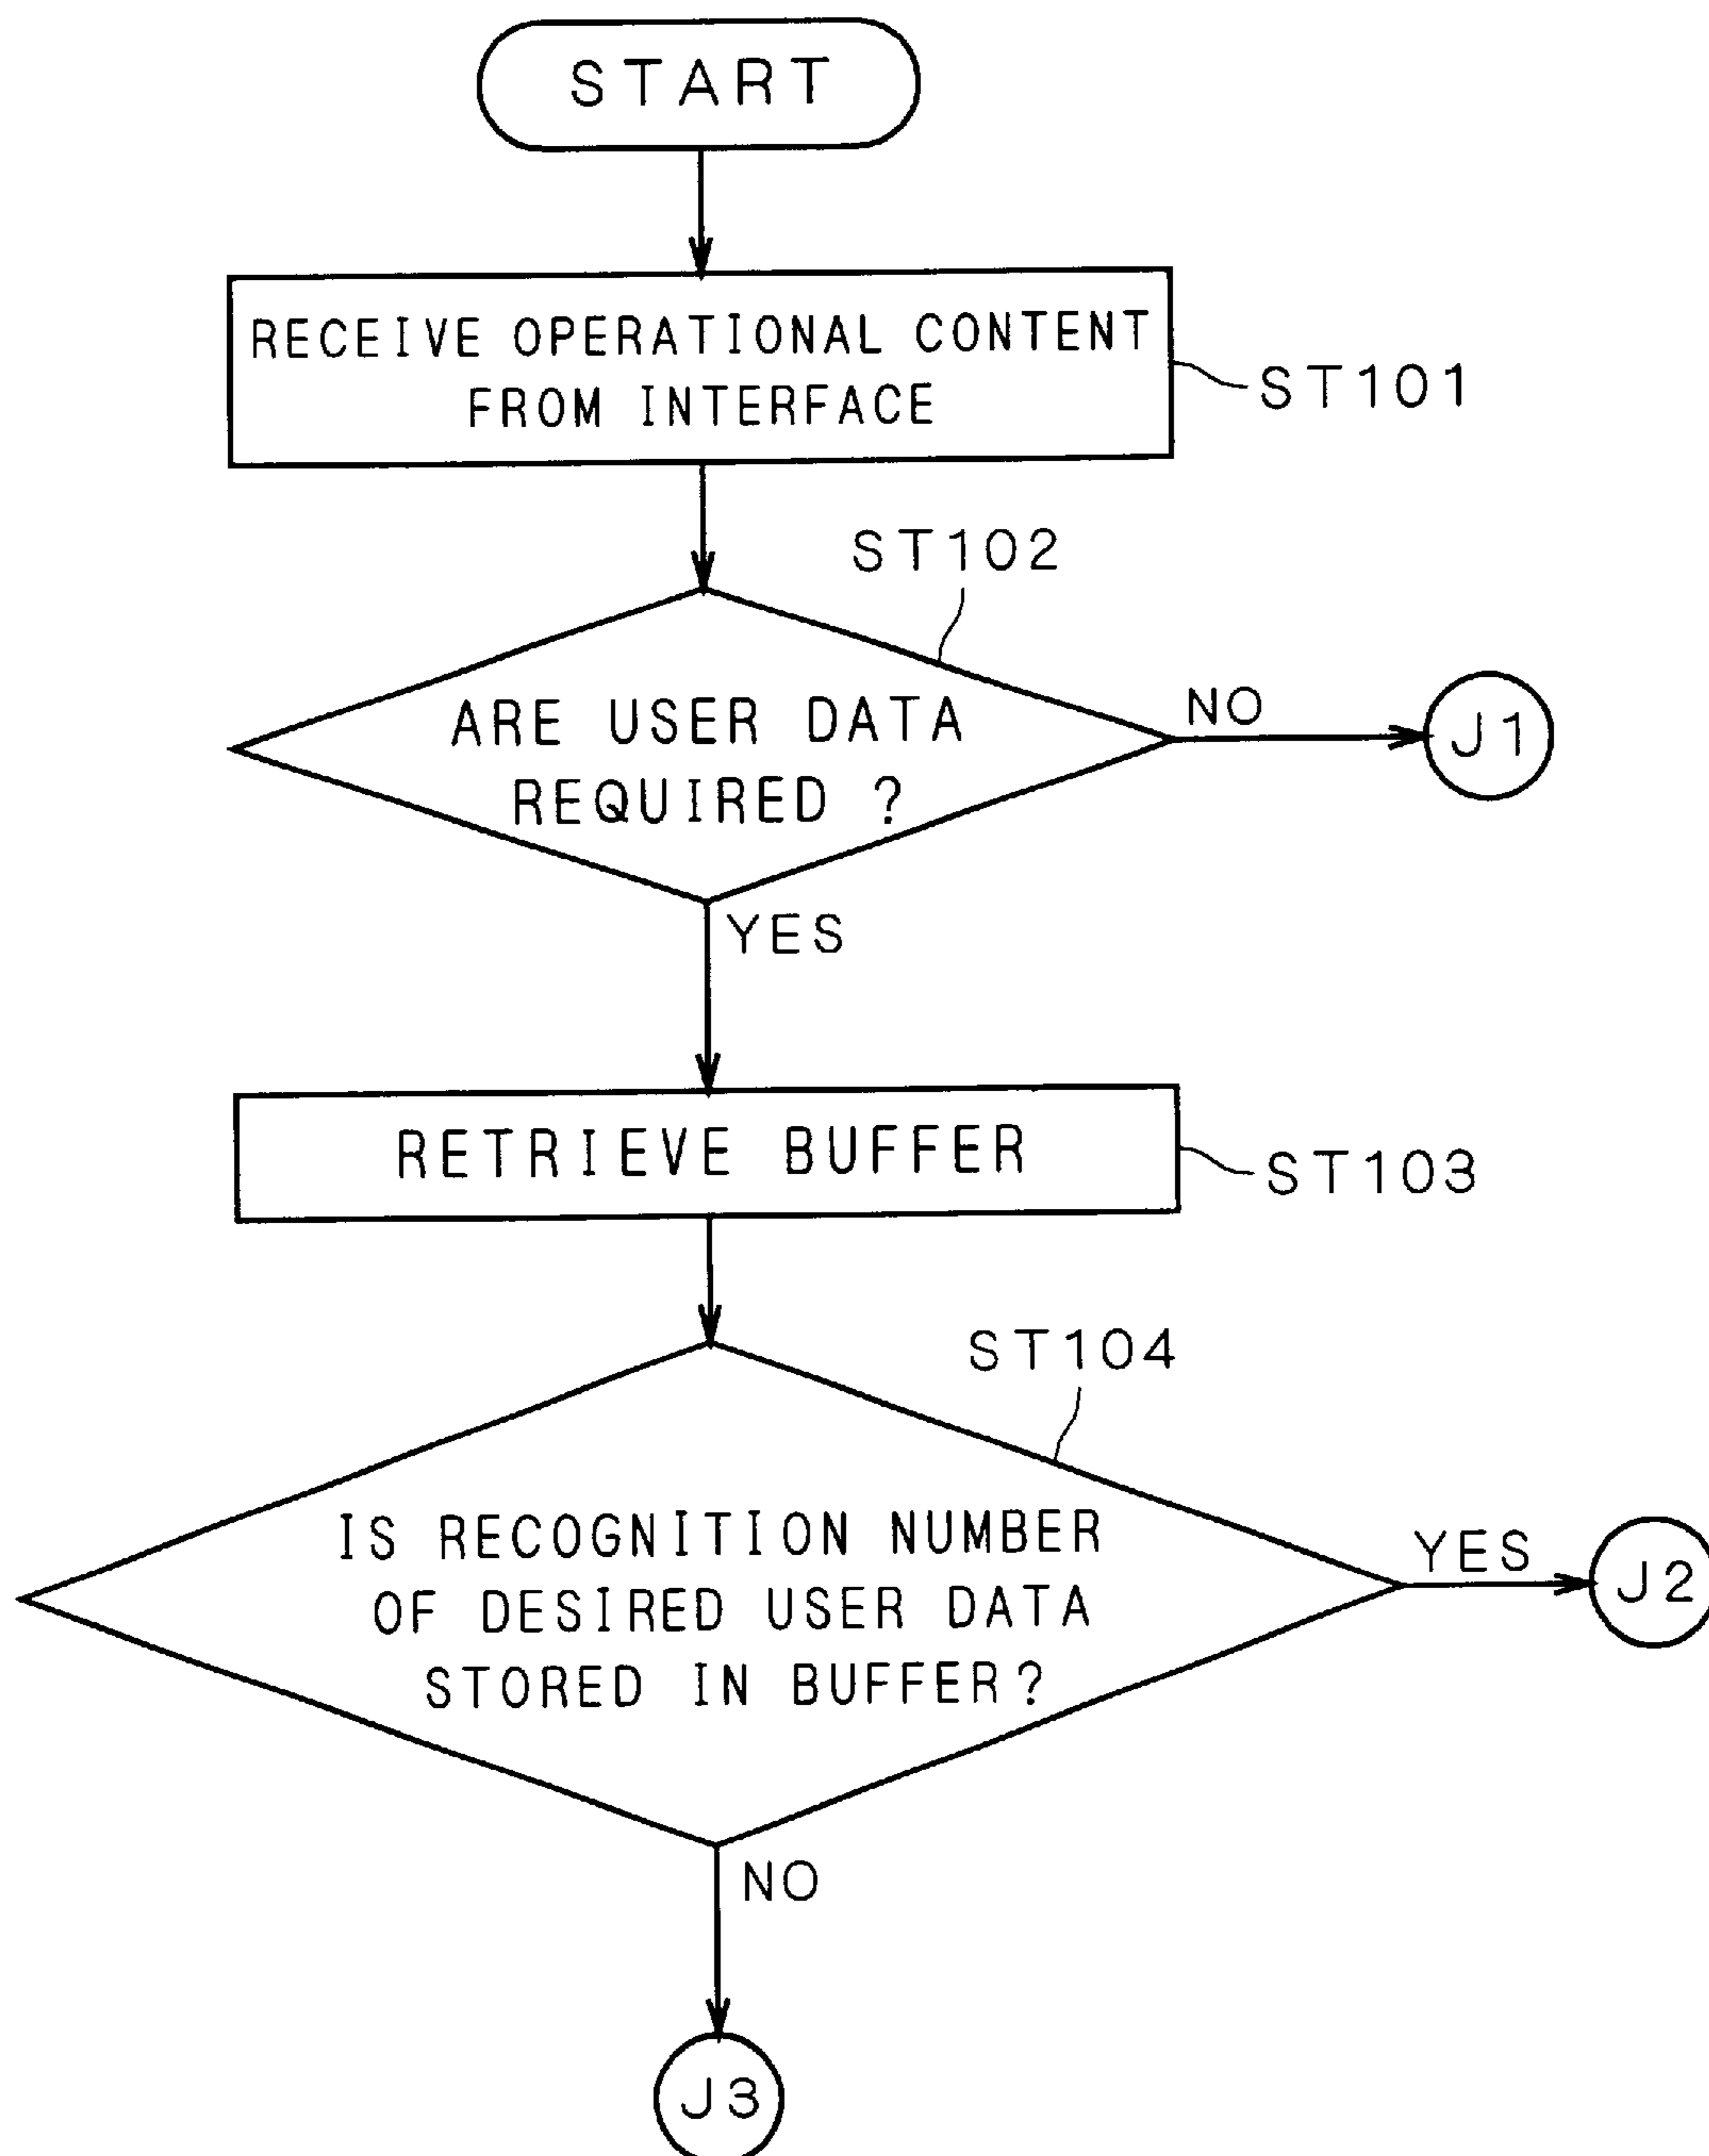 START
RECEIVE OPERATIONAL CONTENT
FROM INTERFACE
ST101
ST102
ARE USER DATA
REQUIRED ?
NO
J1
YES
RETRIEVE BUFFER
ST103
ST104
IS RECOGNITION NUMBER
OF DESIRED USER DATA
STORED IN BUFFER?
YES
J2
NO
J3